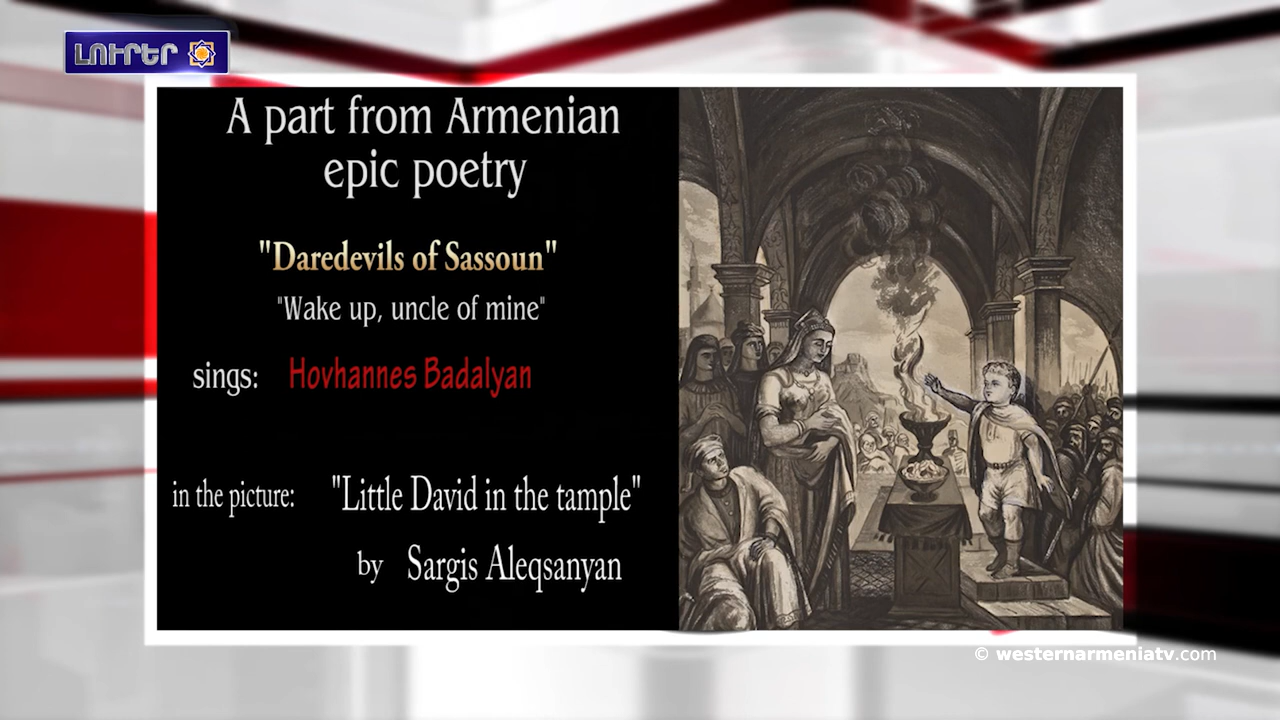 ԼՈՒՐԵՐ
A part from Armenian
epic poetry
"Daredevils of Sassoun"
"Wake up, uncle of mine"
sings: Hovhannes Badalyan
in the picture: "Little David in the tample"
by Sargis Aleqsanyan
© westernarmeniatv.com